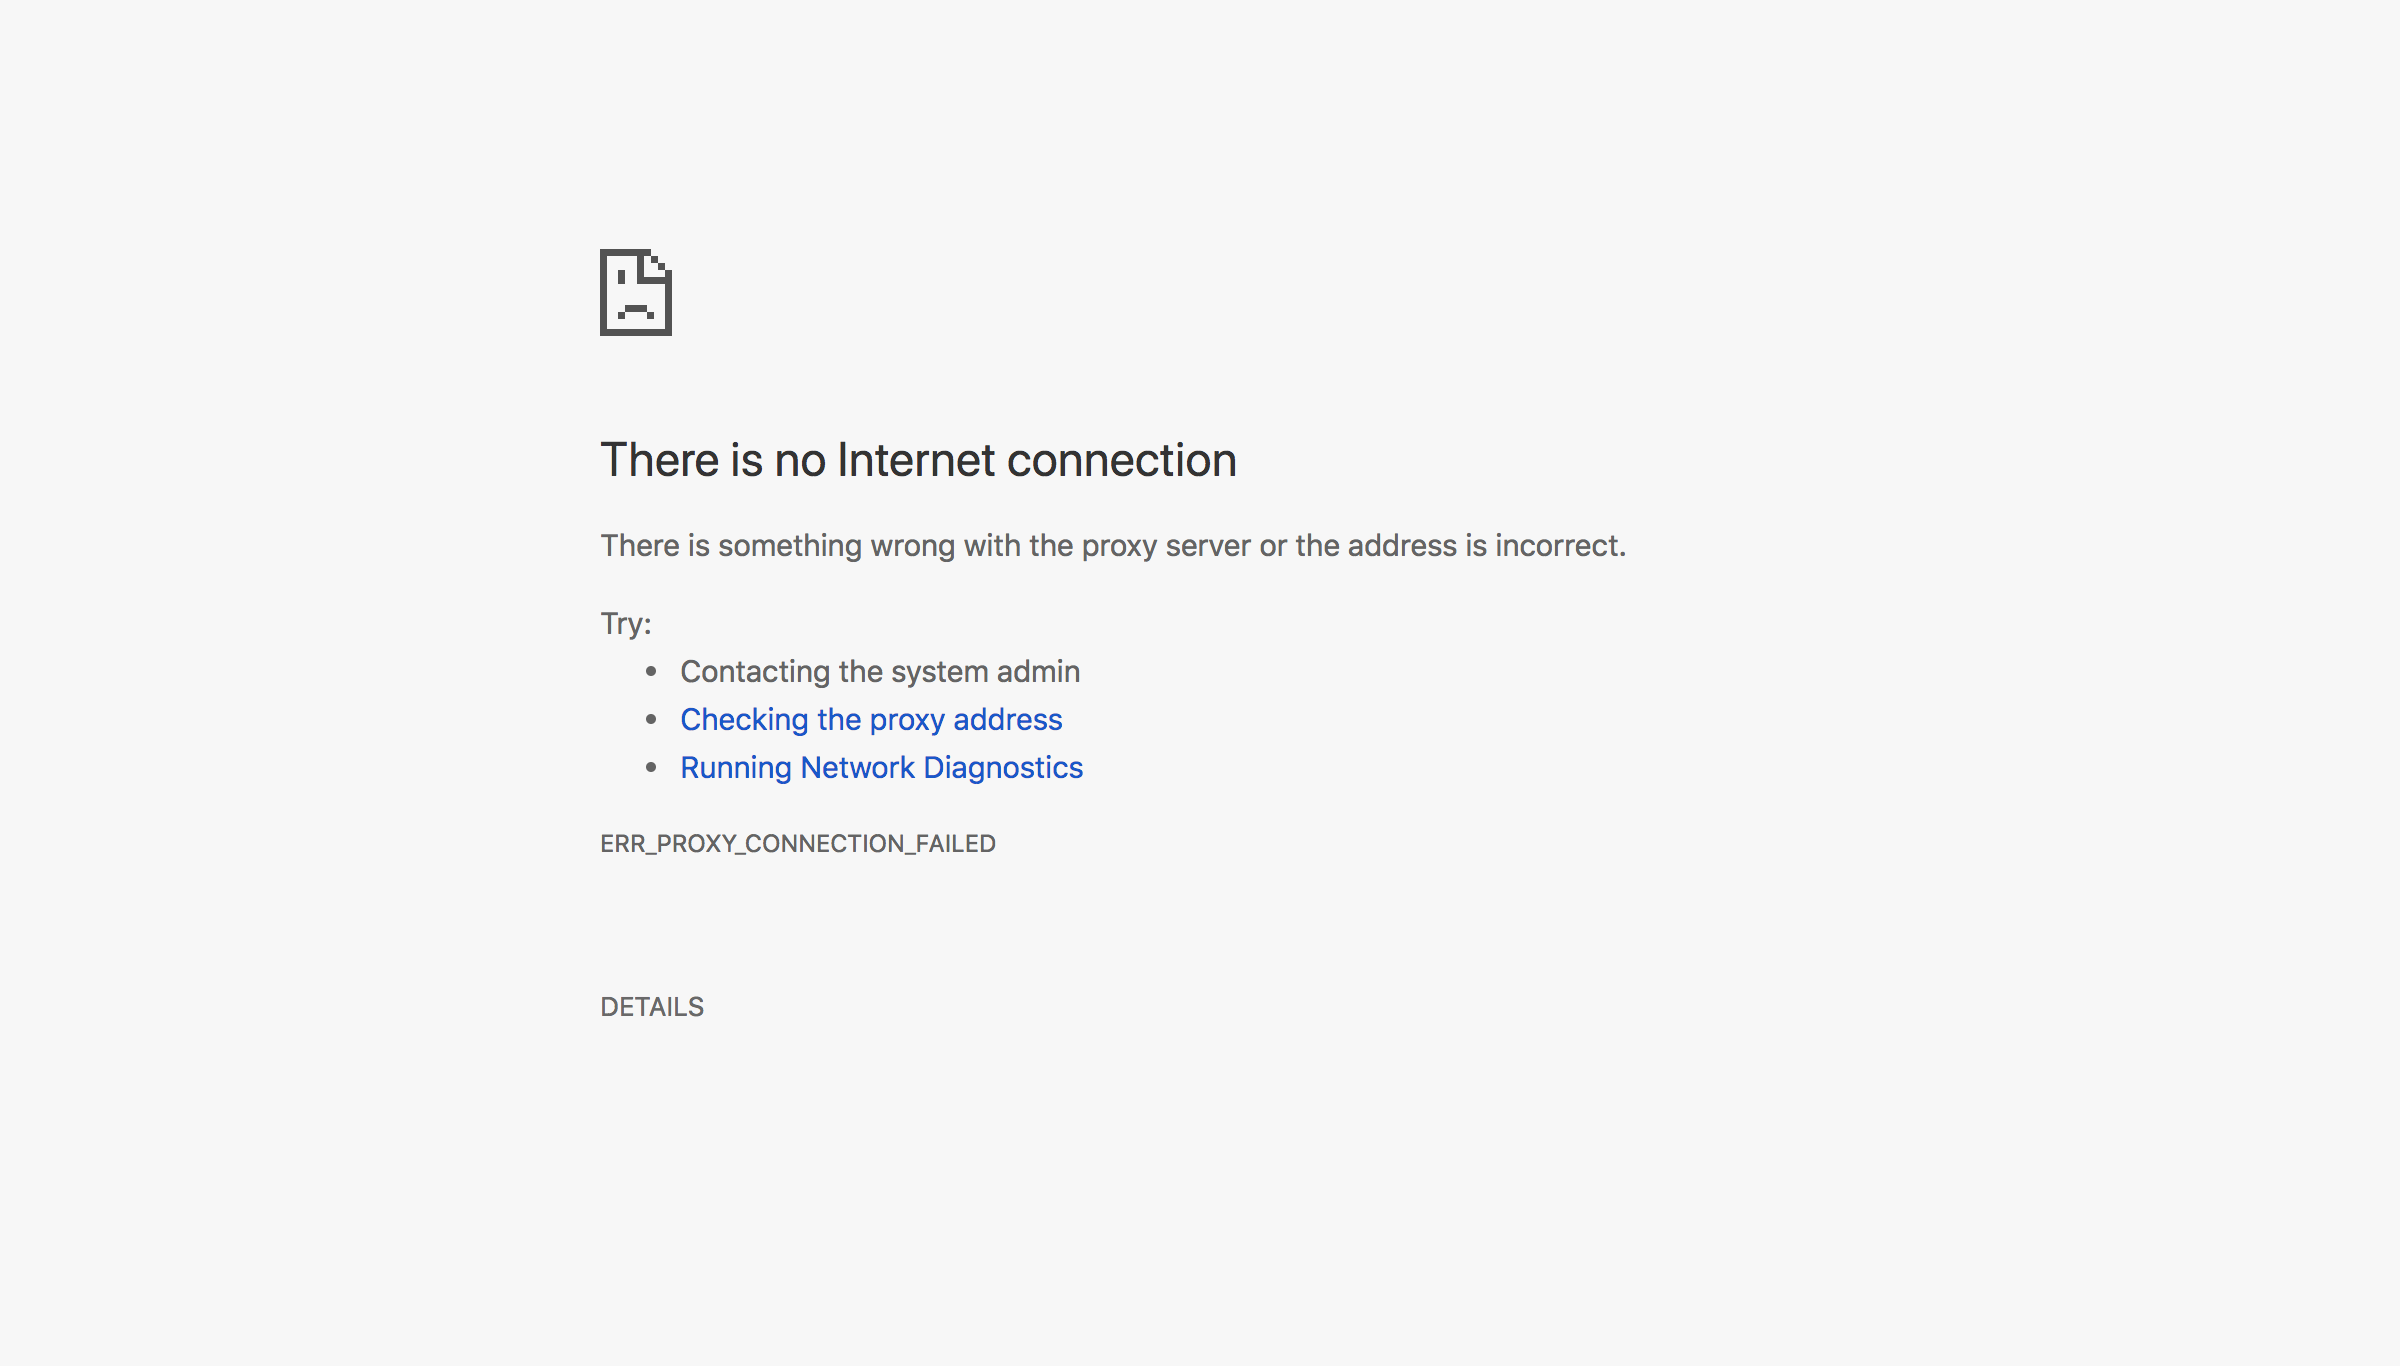 There is no Internet connection
There is something wrong with the proxy server or the address is incorrect.
Try:
• Contacting the system admin
• Checking the proxy address
• Running Network Diagnostics
ERR_PROXY_CONNECTION_FAILED
DETAILS